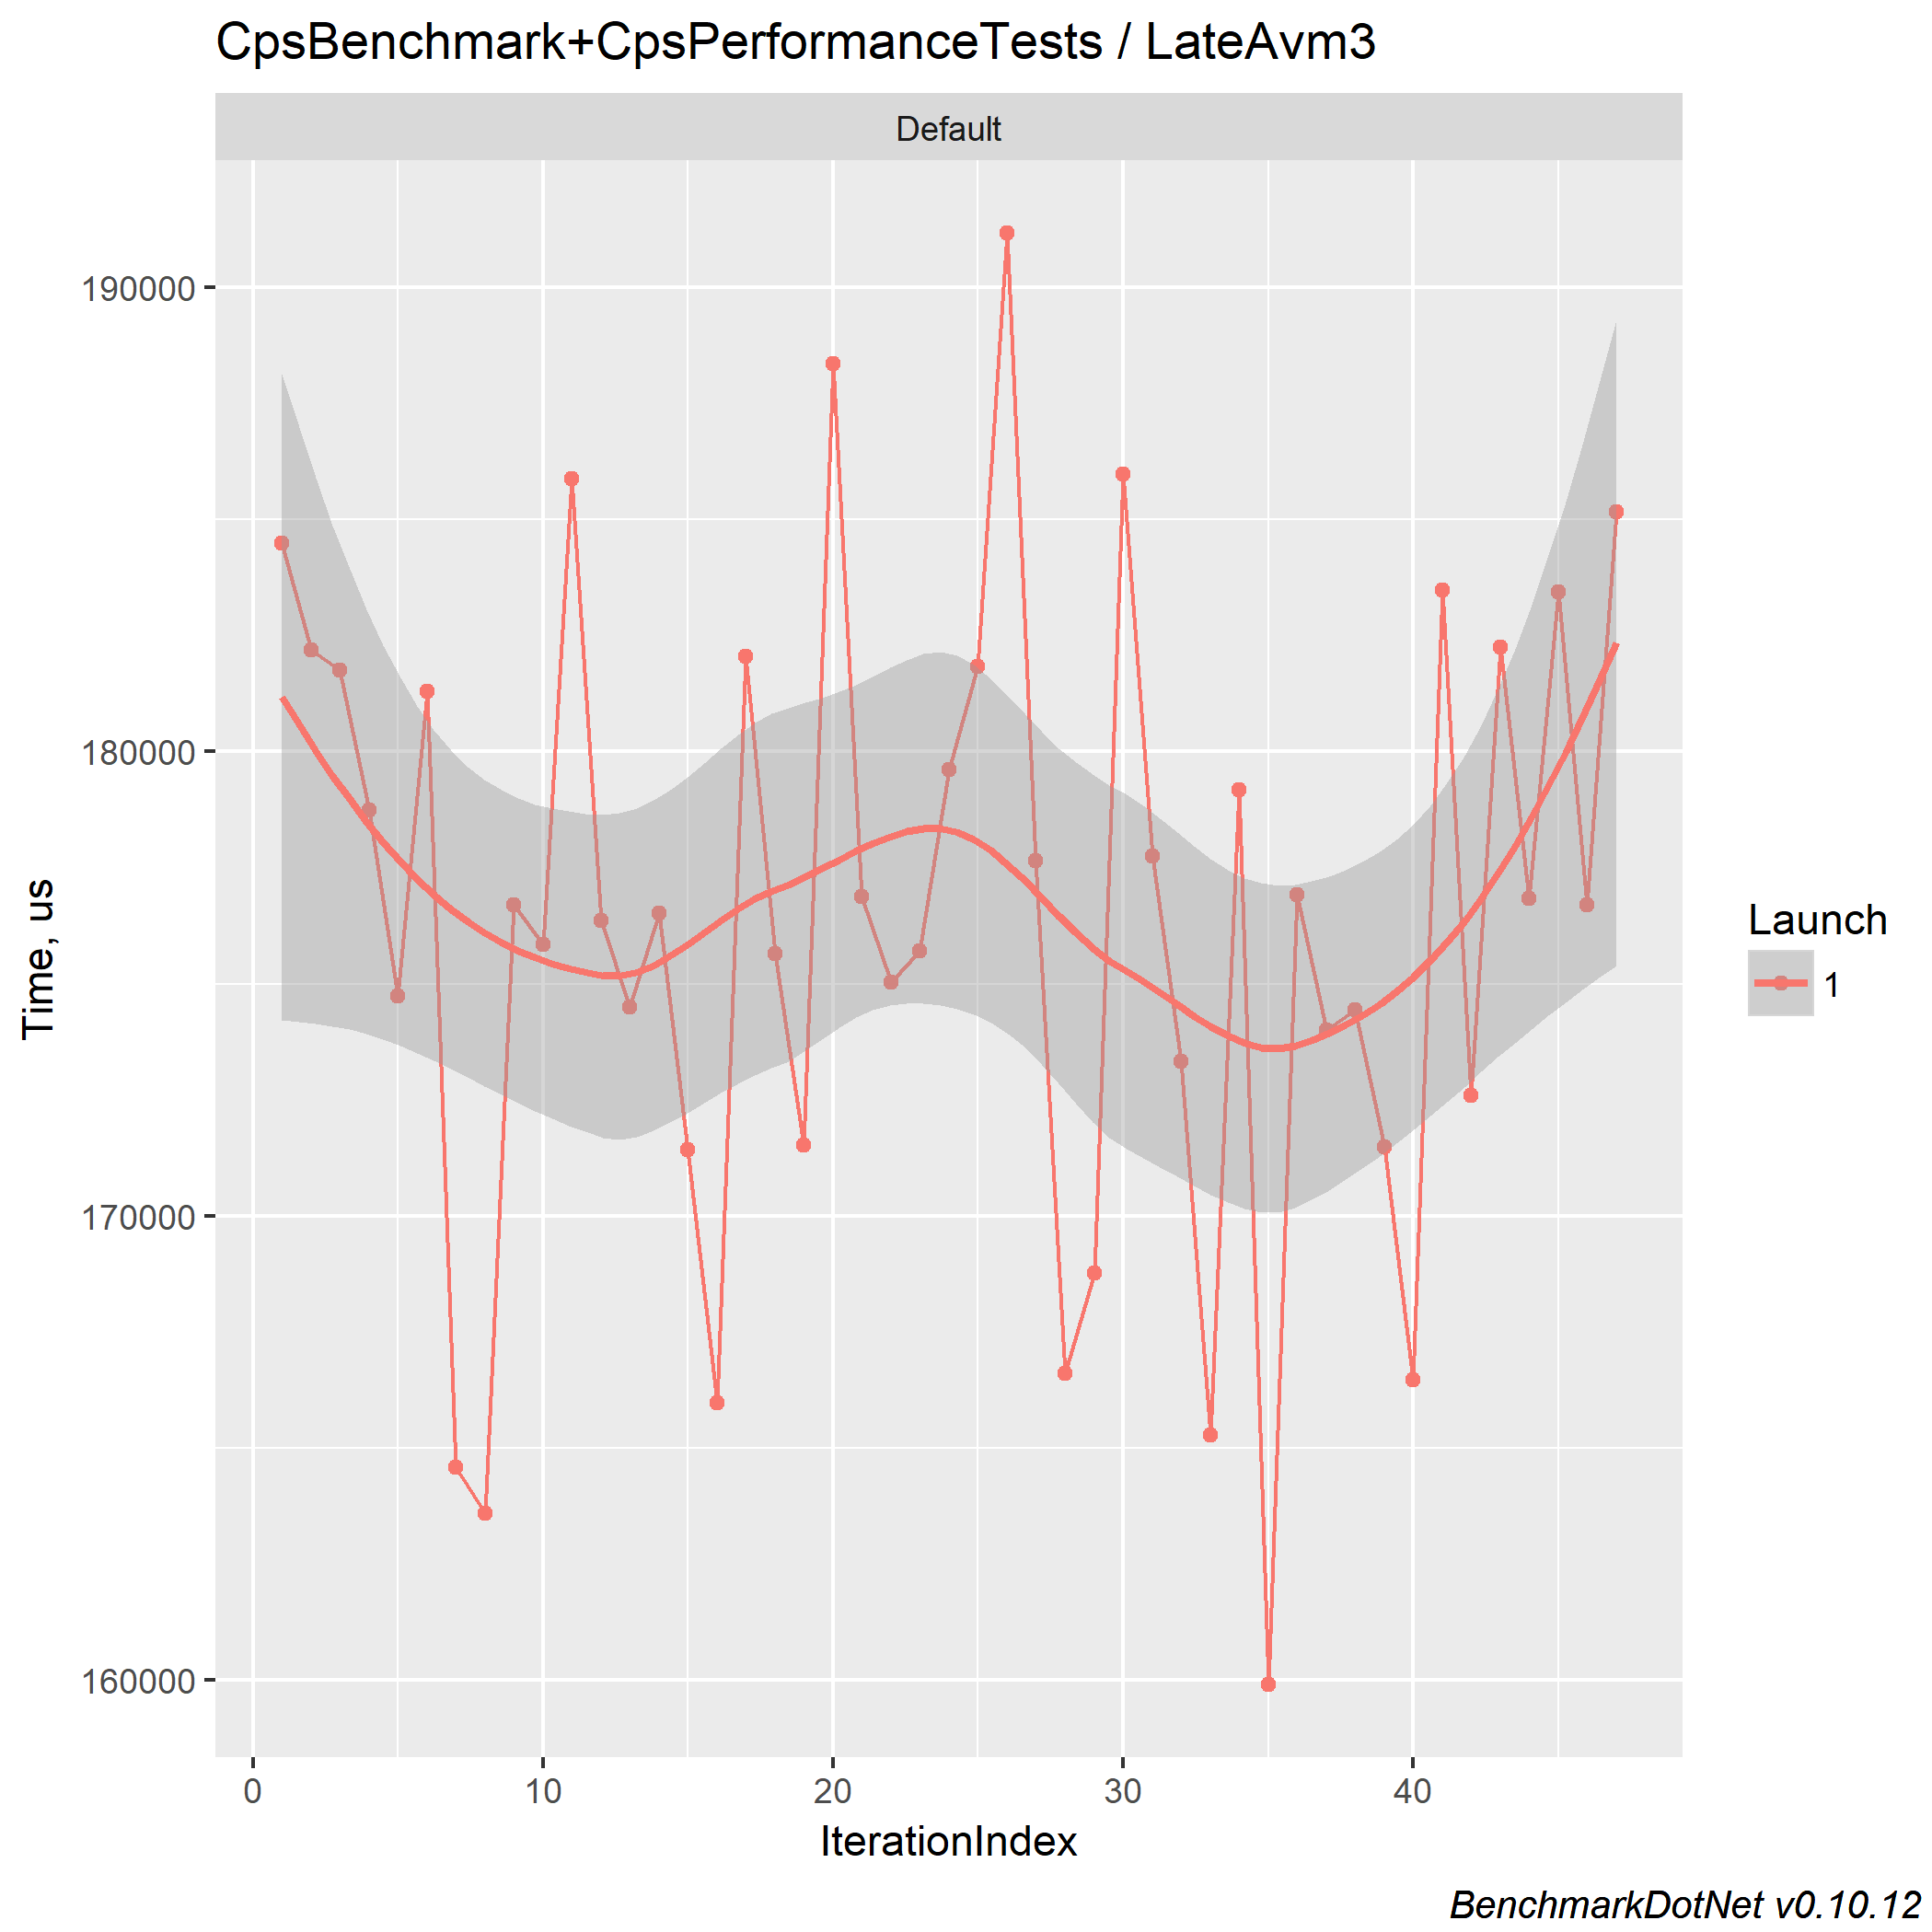 CpsBenchmark+CpsPerformanceTests / LateAvm3
Default
190000
180000
170000
160000
Time, us
0 10 20 30 40
IterationIndex
Launch
1
BenchmarkDotNet v0.10.12